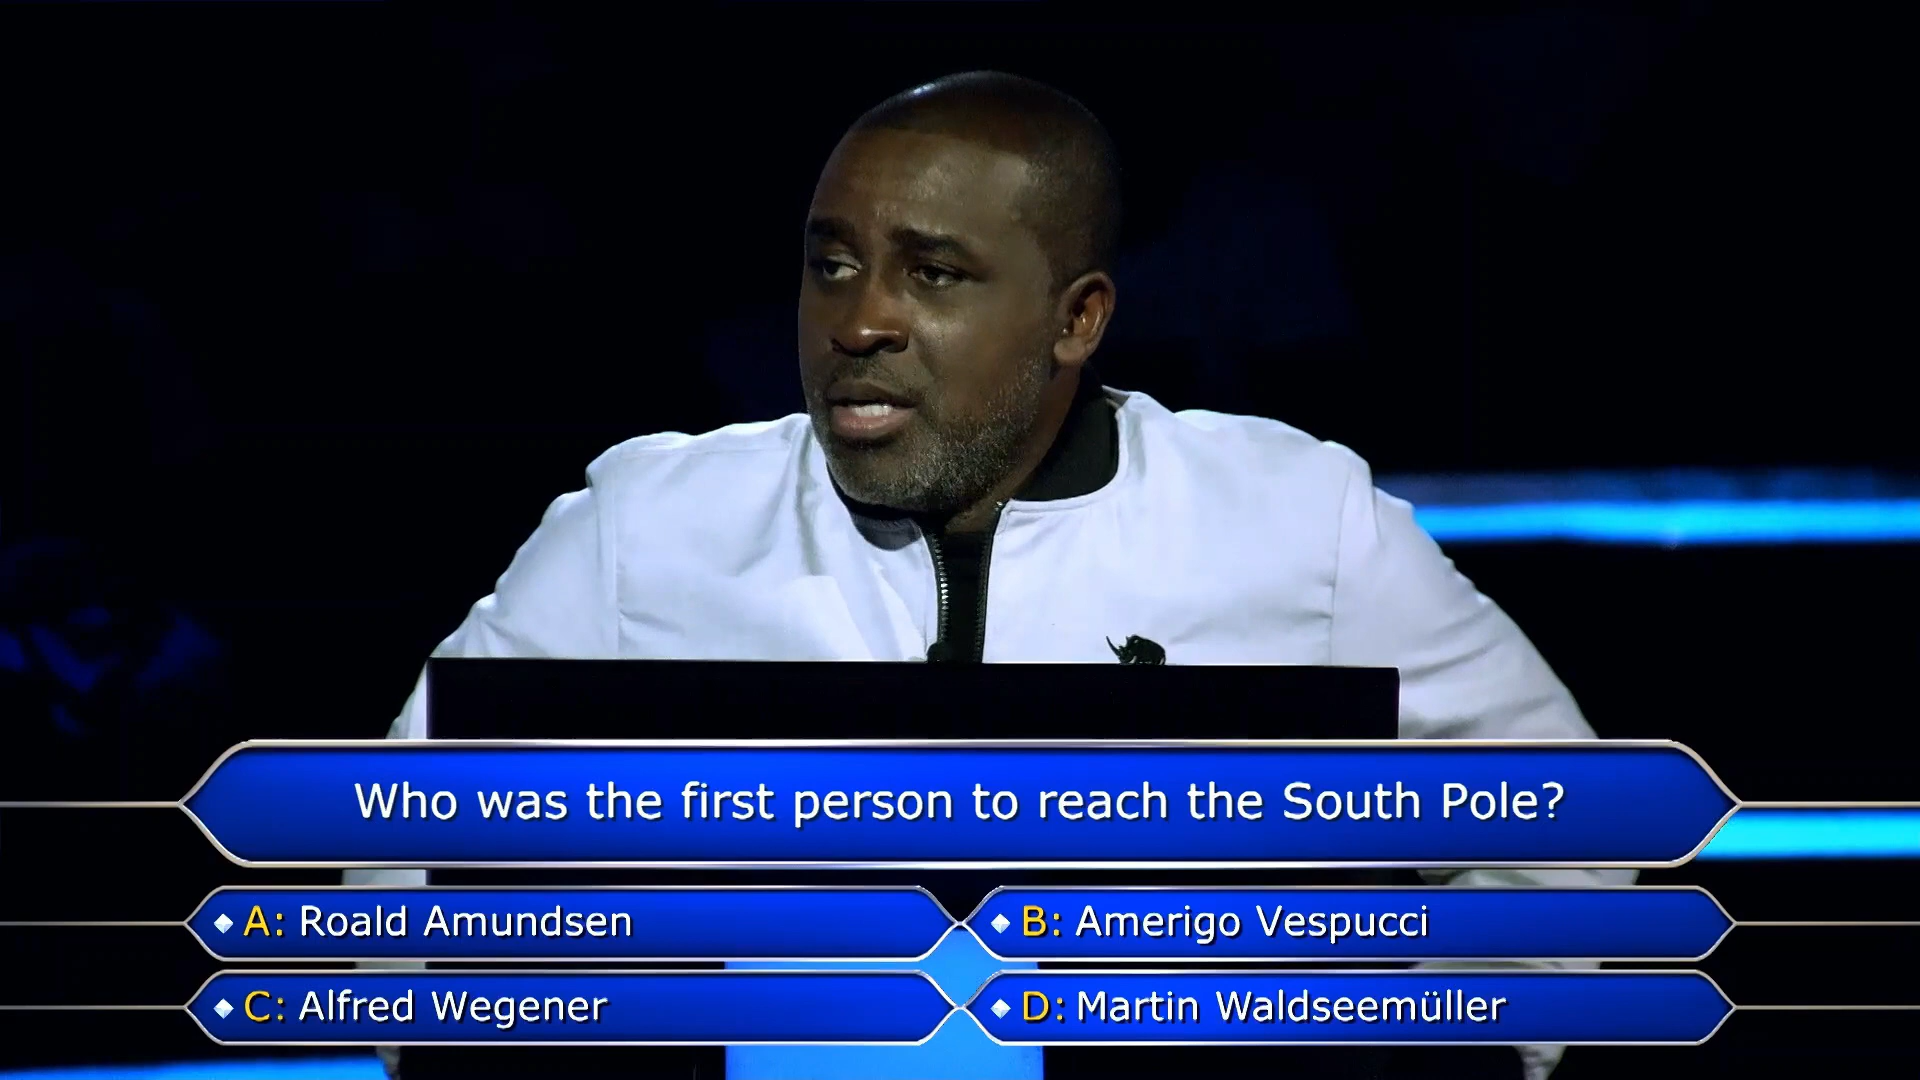 Who was the first person to reach the South Pole?
A: Roald Amundsen
B: Amerigo Vespucci
C: Alfred Wegener
D: Martin Waldseemüller